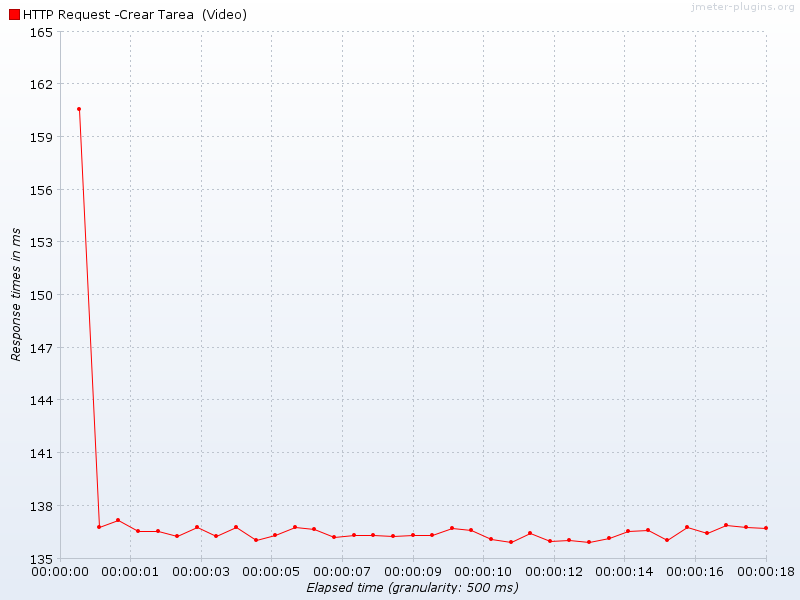 jmeter-plugins.org
HTTP Request -Crear Tarea  (Video)
165
162
159
156
153
150
147
144
141
138
135
Response times in ms
00:00:00 00:00:01 00:00:03 00:00:05 00:00:07 00:00:09 00:00:10 00:00:12 00:00:14 00:00:16 00:00:18
Elapsed time (granularity: 500 ms)